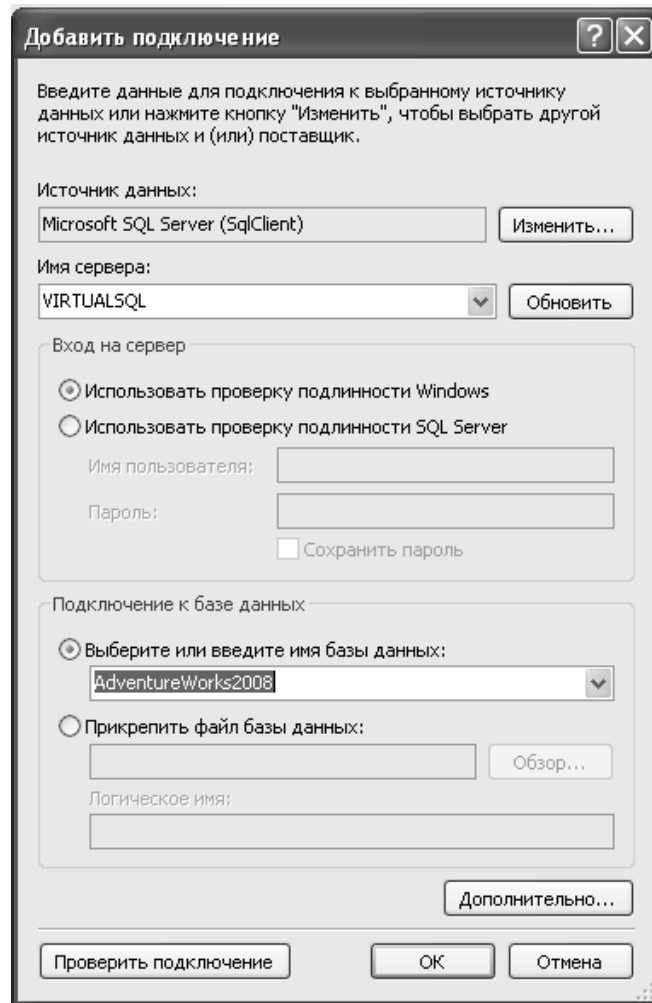 Добавить подключение
Введите данные для подключения к выбранному источнику
данных или нажмите кнопку "Изменить", чтобы выбрать другой
источник данных и (или) поставщик.
Источник данных:
Microsoft SQL Server (SqlClient)
Изменить...
Имя сервера:
VIRTUALSQL
Обновить
Вход на сервер
Использовать проверку подлинности Windows
Использовать проверку подлинности SQL Server
Имя пользователя:
Пароль:
Сохранить пароль
Подключение к базе данных
Выберите или введите имя базы данных:
AdventureWorks2008
Прикрепить файл базы данных:
Обзор...
Логическое имя:
Дополнительно...
Проверить подключение
ОК
Отмена